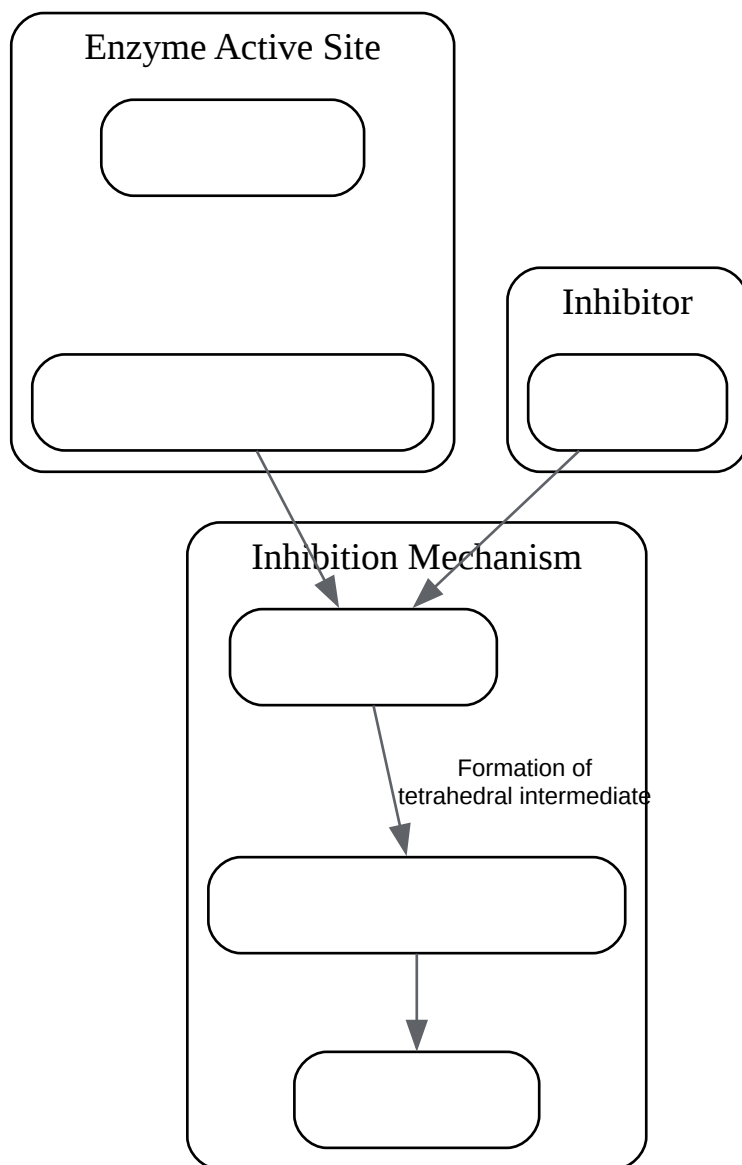 Enzyme Active Site
Inhibitor
Inhibition Mechanism
Formation of
tetrahedral intermediate